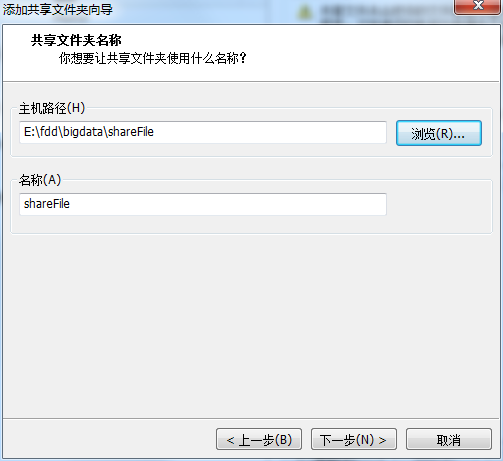 添加共享文件夹向导
共享文件夹名称
你想要让共享文件夹使用什么名称?
主机路径(H)
E:\fdd\bigdata\shareFile
浏览(R)...
名称(A)
shareFile
< 上一步(B)
下一步(N) >
取消